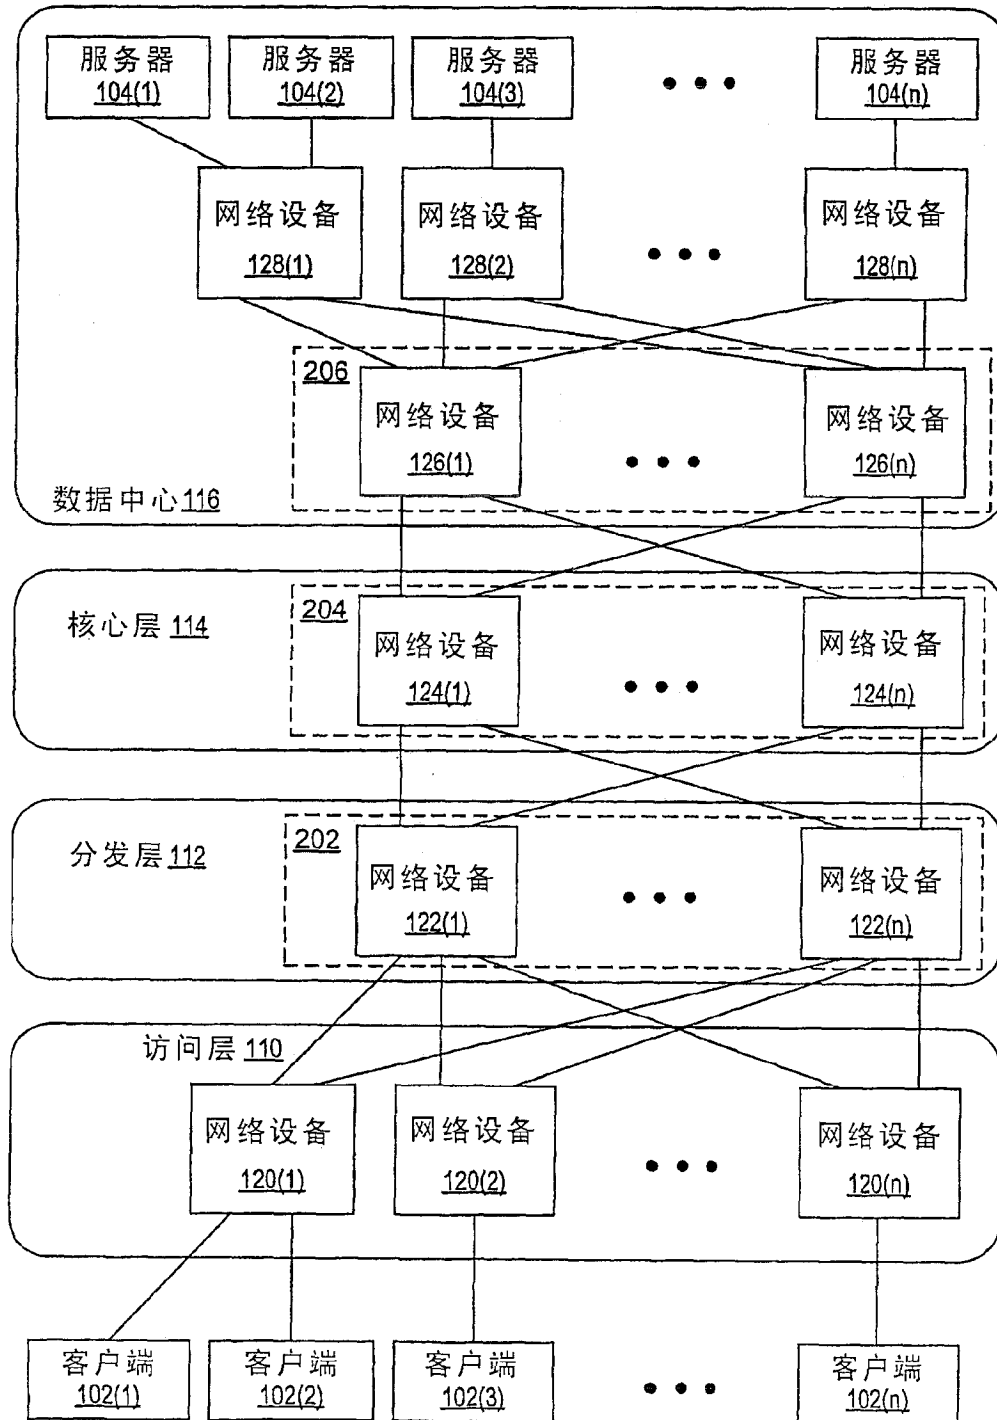 服务器
104(1)
服务器
104(2)
服务器
104(3)
服务器
104(n)
网络设备
128(1)
网络设备
128(2)
网络设备
128(n)
206
网络设备
126(1)
网络设备
126(n)
数据中心 116
核心层 114
204
网络设备
124(1)
网络设备
124(n)
分发层 112
202
网络设备
122(1)
网络设备
122(n)
访问层 110
网络设备
120(1)
网络设备
120(2)
网络设备
120(n)
客户端
102(1)
客户端
102(2)
客户端
102(3)
客户端
102(n)